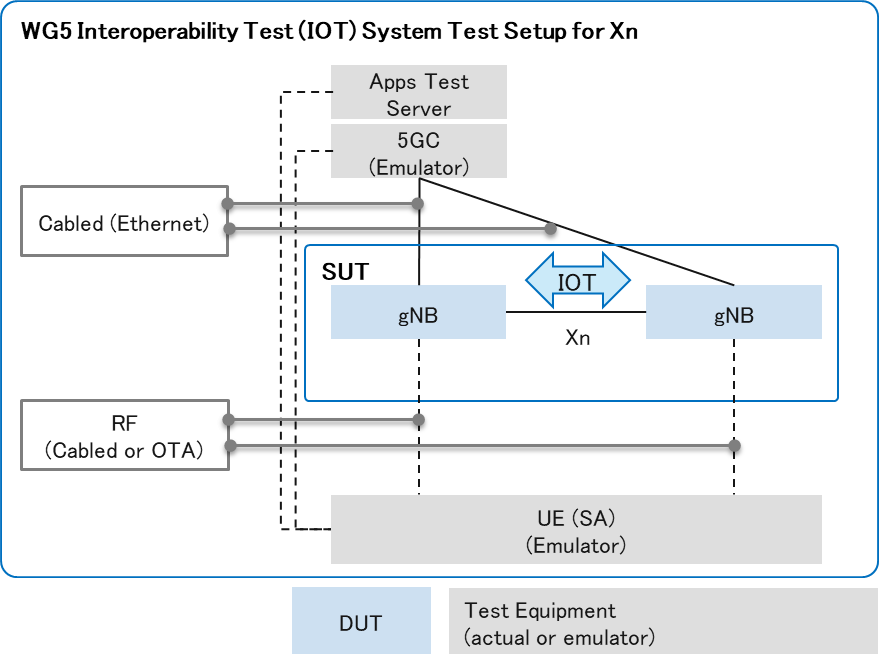 WG5 Interoperability Test (IOT) System Test Setup for Xn
Apps Test
Server
5GC
(Emulator)
Cabled (Ethernet)
SUT
IOT
gNB
gNB
Xn
RF
(Cabled or OTA)
UE (SA)
(Emulator)
DUT
Test Equipment
(actual or emulator)